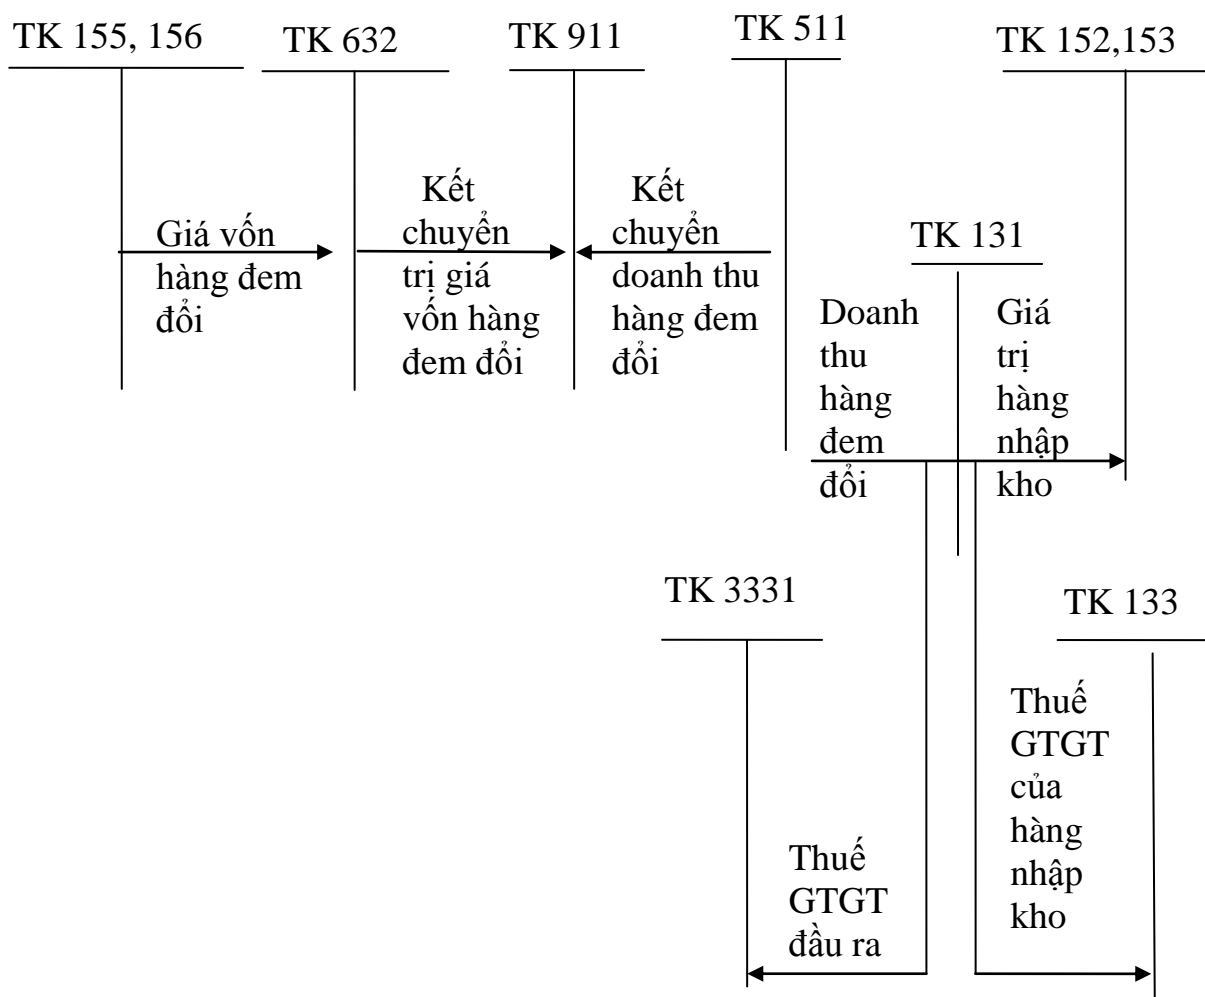 TK 155, 156
TK 632
TK 911
TK 511
TK 152,153
Giá vốn
hàng đem
đổi
Kết
chuyển
trị giá
vốn hàng
đem đổi
Kết
chuyển
doanh thu
hàng đem
đổi
TK 131
Doanh
thu
hàng
đem
đổi
Giá
trị
hàng
nhập
kho
TK 3331
TK 133
Thuế
GTGT
đầu ra
Thuế
GTGT
của
hàng
nhập
kho